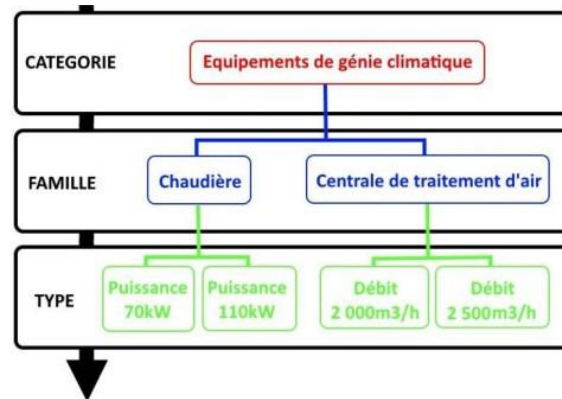 CATEGORIE
Equipements de génie climatique
FAMILLE
Chaudière
Centrale de traitement d'air
TYPE
Puissance
70kW
Puissance
110kW
Débit
2 000m3/h
Débit
2 500m3/h